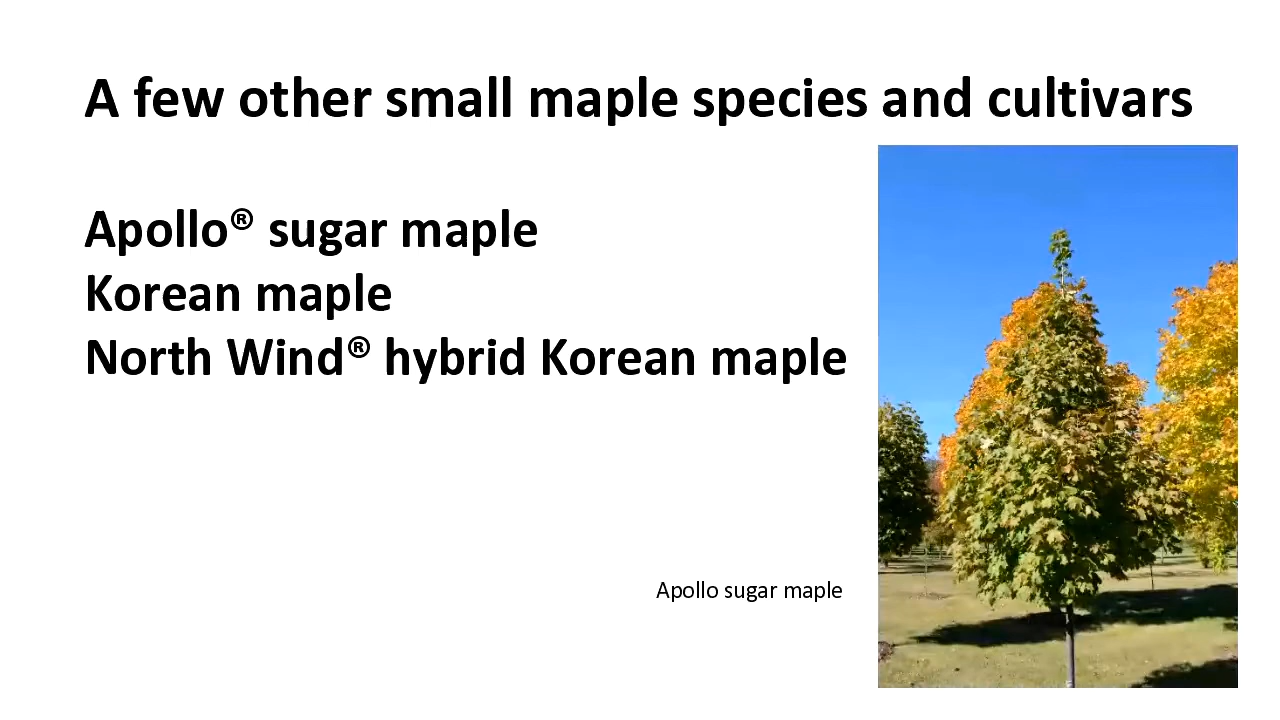 A few other small maple species and cultivars
Apollo® sugar maple
Korean maple
North Wind® hybrid Korean maple
Apollo sugar maple